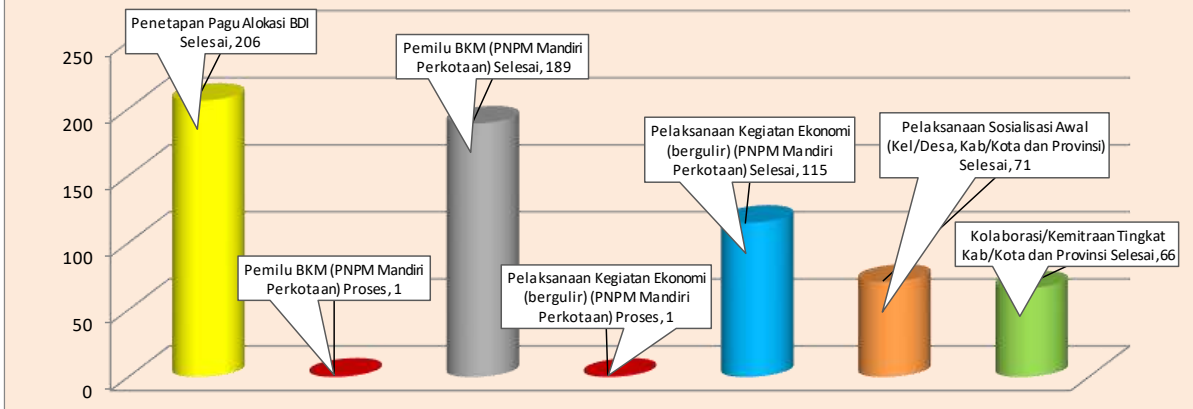 Penetapan Pagu Alokasi BDI
Selesai, 206
Pemilu BKM (PNPM Mandiri
Perkotaan) Selesai, 189
Pelaksanaan Kegiatan Ekonomi
(bergulir) (PNPM Mandiri
Perkotaan) Selesai, 115
Pelaksanaan Sosialisasi Awal
(Kel/Desa, Kab/Kota dan Provinsi)
Selesai, 71
Kolaborasi/Kemitraan Tingkat
Kab/Kota dan Provinsi Selesai, 66
Pemilu BKM (PNPM Mandiri
Perkotaan) Proses, 1
Pelaksanaan Kegiatan Ekonomi
(bergulir) (PNPM Mandiri
Perkotaan) Proses, 1
250
200
150
100
50
0